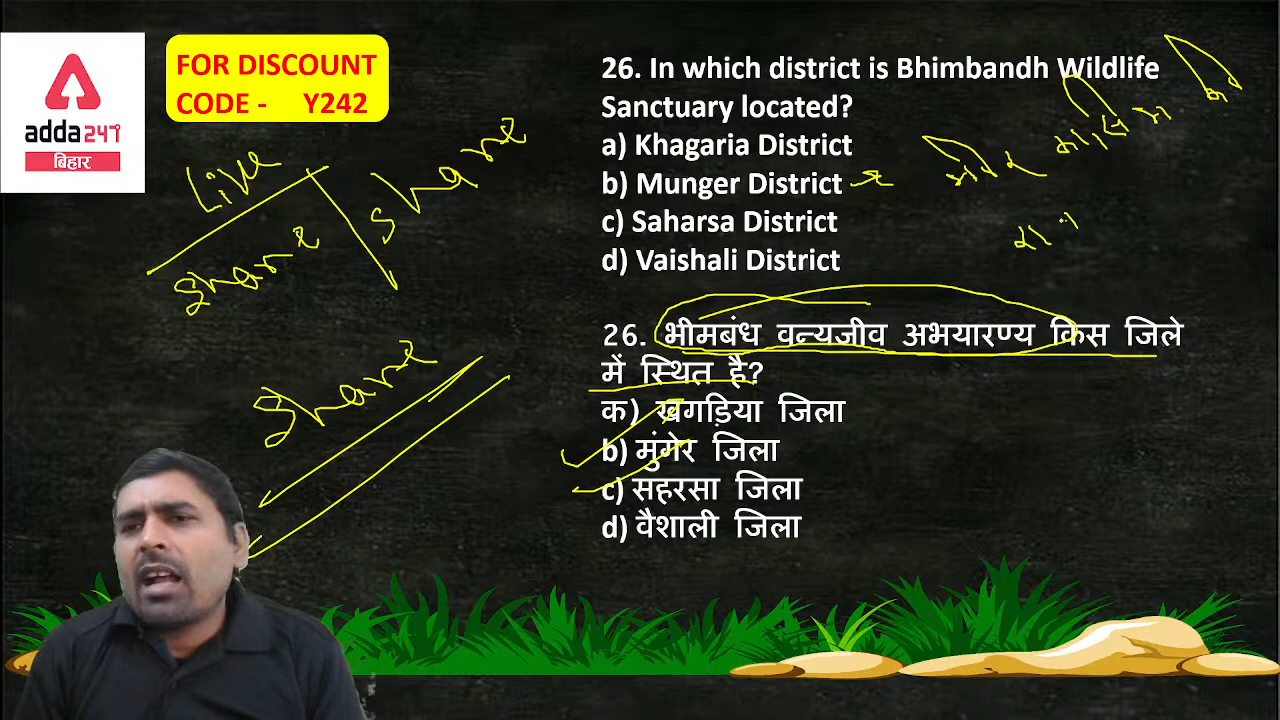 FOR DISCOUNT
CODE - Y242
adda247
बिहार
Live
Share
Share
Share
26. In which district is Bhimbandh Wildlife
Sanctuary located?
a) Khagaria District
b) Munger District
c) Saharsa District
d) Vaishali District
26. भीमबंध वन्यजीव अभयारण्य किस जिले
में स्थित है?
क) खगड़िया जिला
b) मुंगेर जिला
c) सहरसा जिला
d) वैशाली जिला